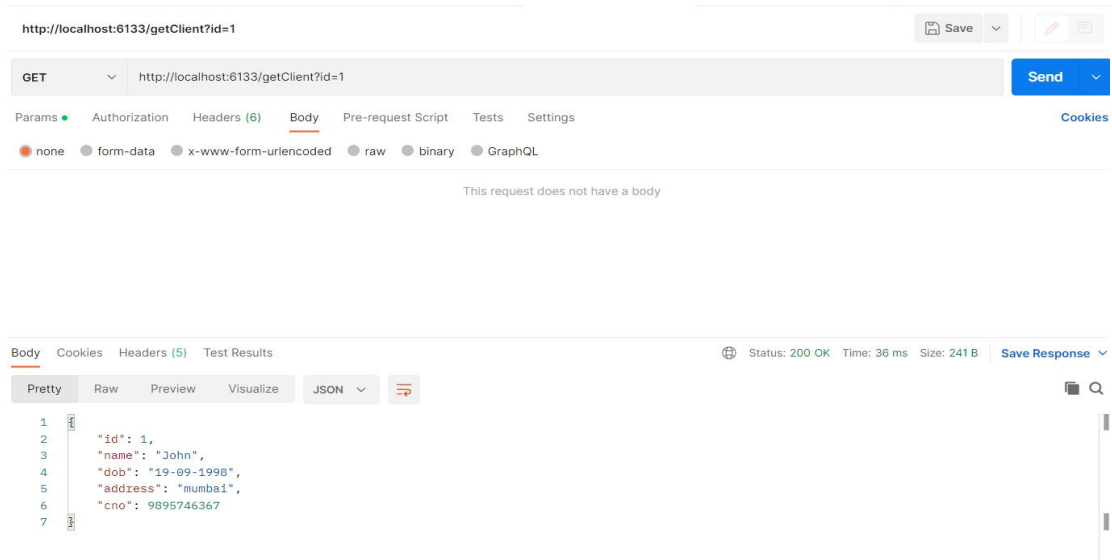 http://localhost:6133/getClient?id=1
Save
GET
http://localhost:6133/getClient?id=1
Send
Params
Authorization
Headers (6)
Body
Pre-request Script
Tests
Settings
Cookies
none
form-data
x-www-form-urlencoded
raw
binary
GraphQL
This request does not have a body
Body
Cookies
Headers (5)
Test Results
Status: 200 OK
Time: 36 ms
Size: 241 B
Save Response
Pretty
Raw
Preview
Visualize
JSON
1 {
2 "id": 1,
3 "name": "John",
4 "dob": "19-09-1998",
5 "address": "mumbai",
6 "cno": 9895746367
7 }